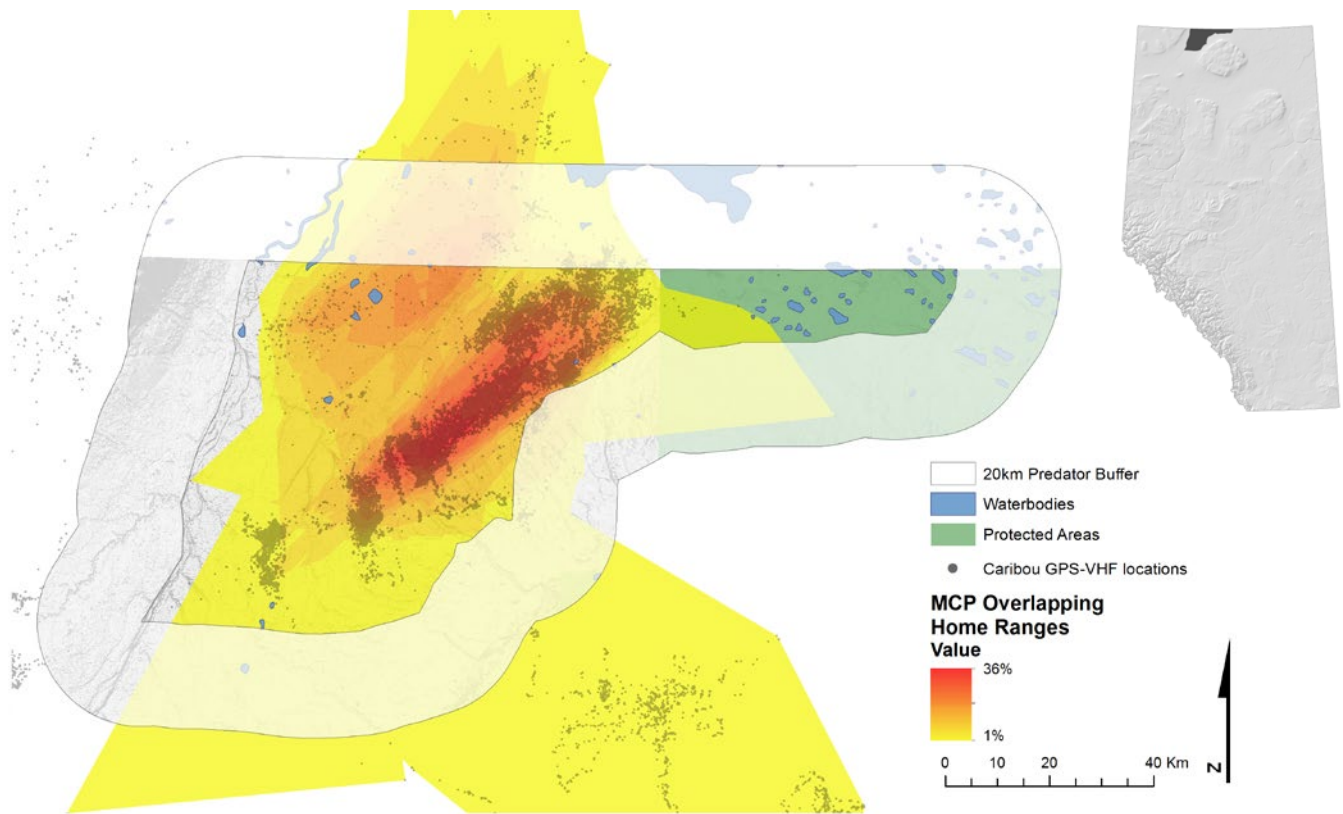 20km Predator Buffer
Waterbodies
Protected Areas
Caribou GPS-VHF locations
MCP Overlapping
Home Ranges
Value
36%
1%
0 10 20 40 Km
N